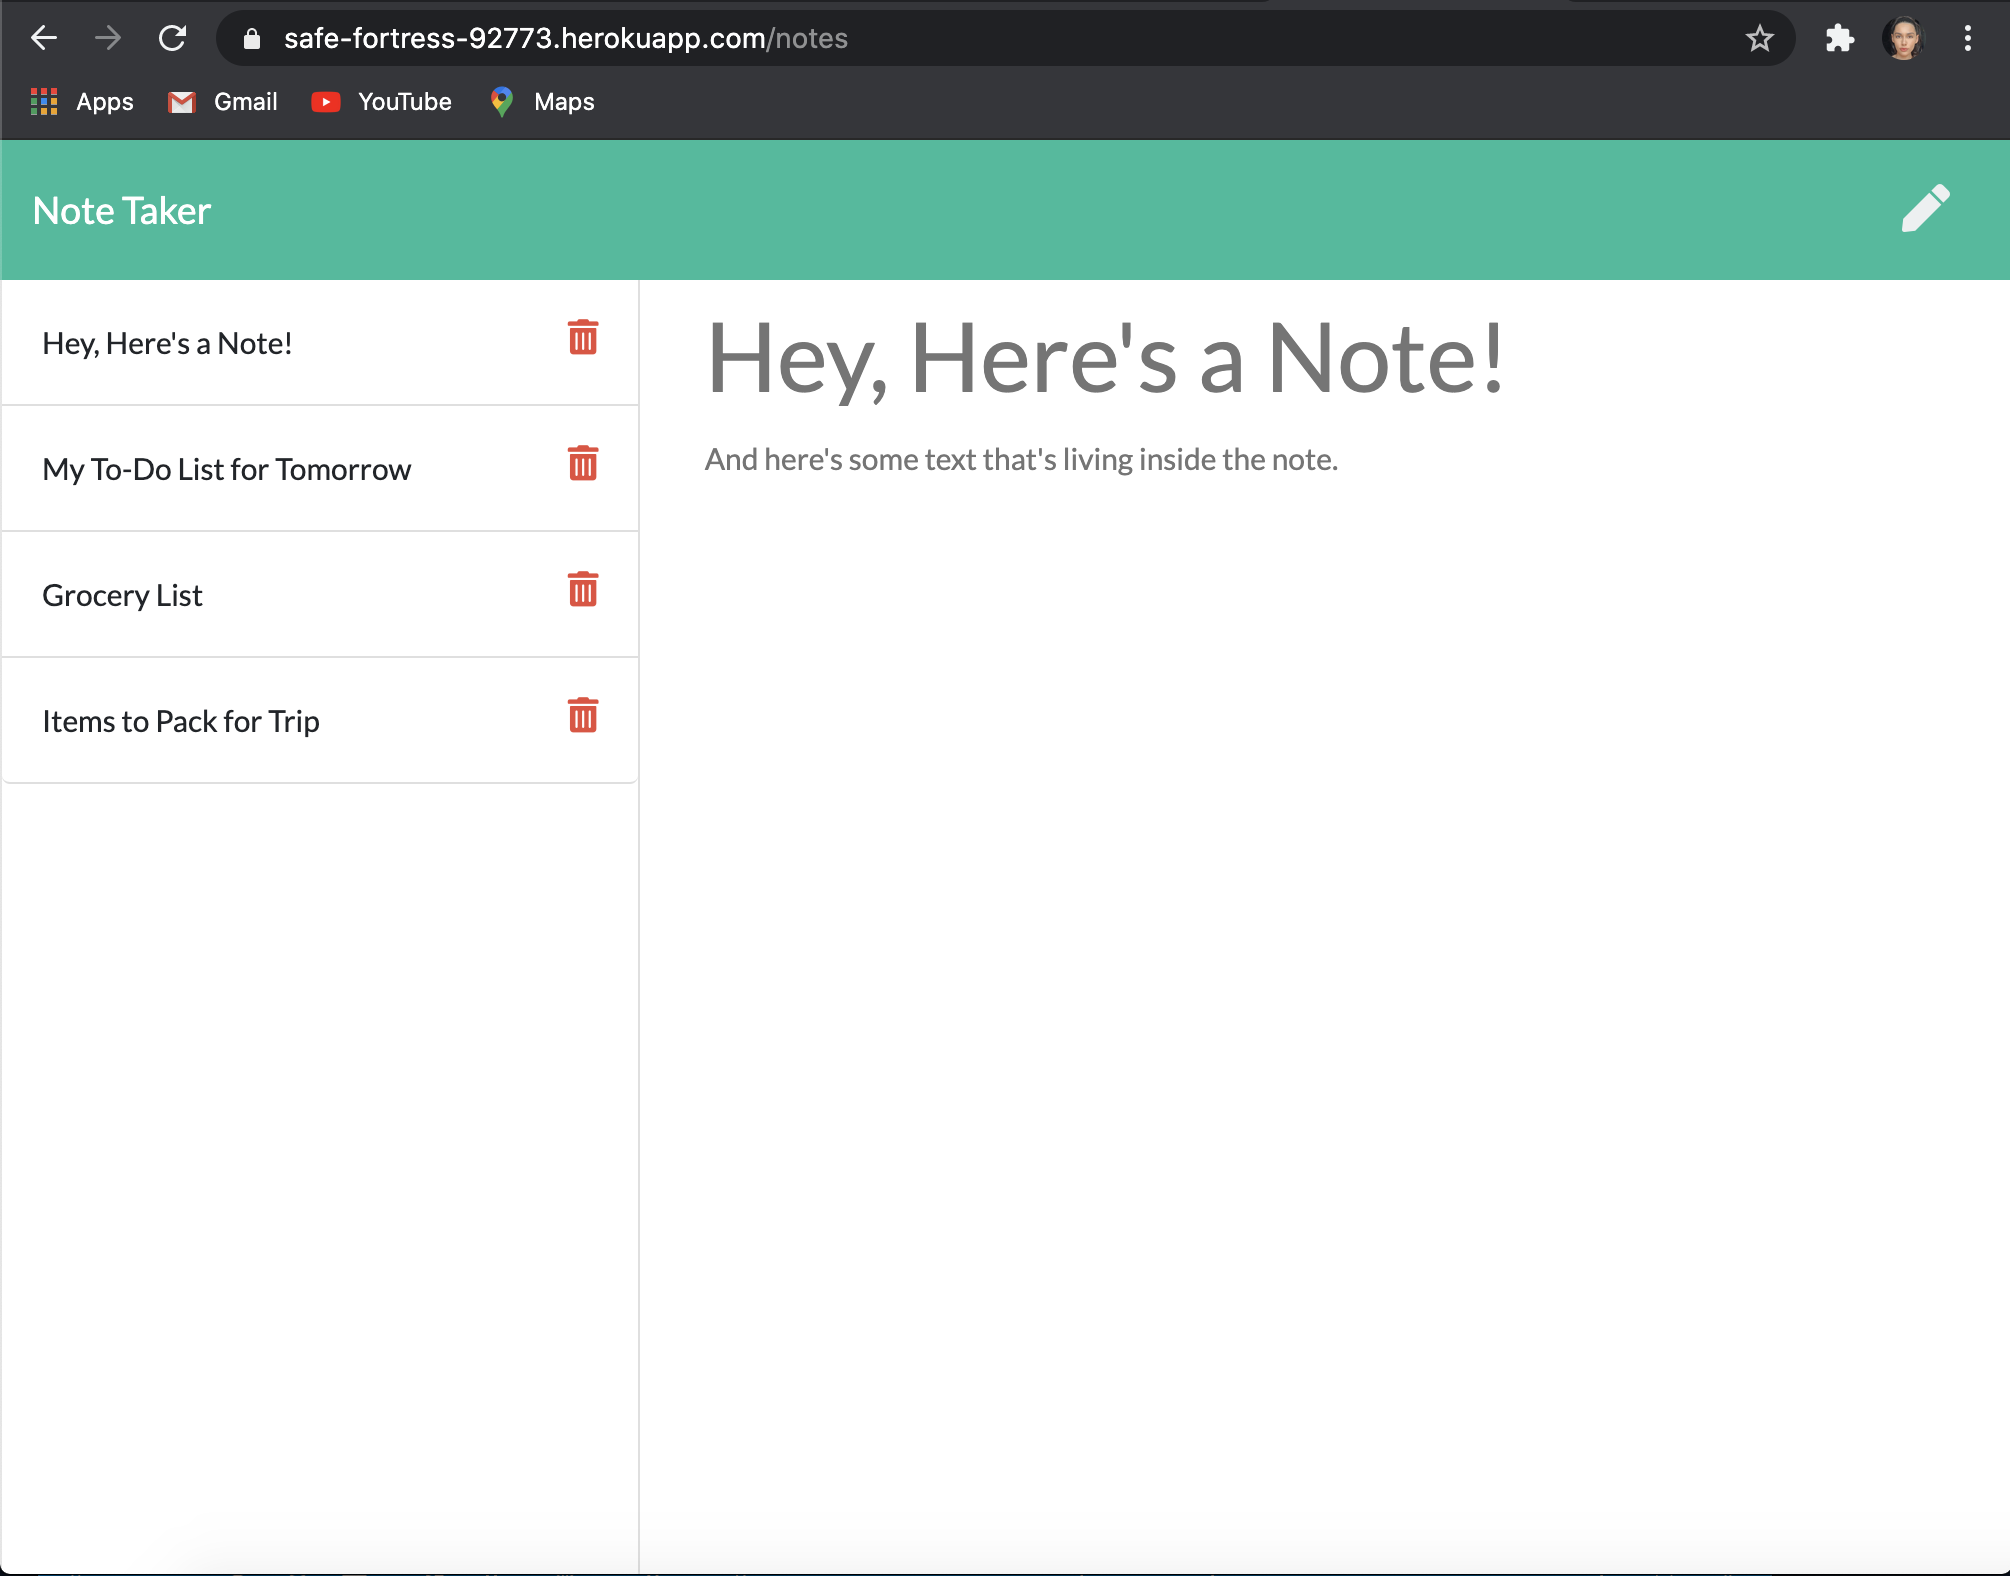 safe-fortress-92773.herokuapp.com/notes
Apps Gmail YouTube Maps
Note Taker
Hey, Here's a Note!
My To-Do List for Tomorrow
Grocery List
Items to Pack for Trip
Hey, Here's a Note!
And here's some text that's living inside the note.